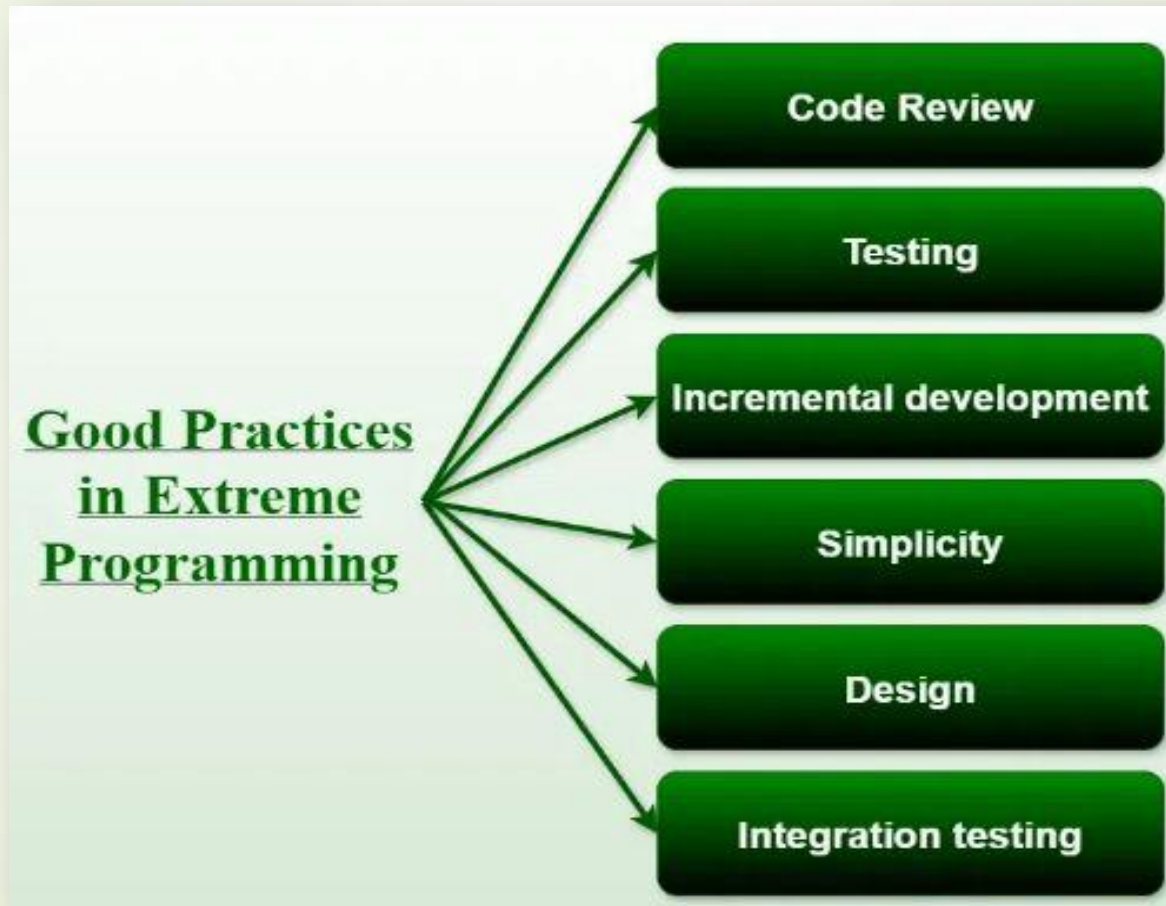 Good Practices
in Extreme
Programming
Code Review
Testing
Incremental development
Simplicity
Design
Integration testing